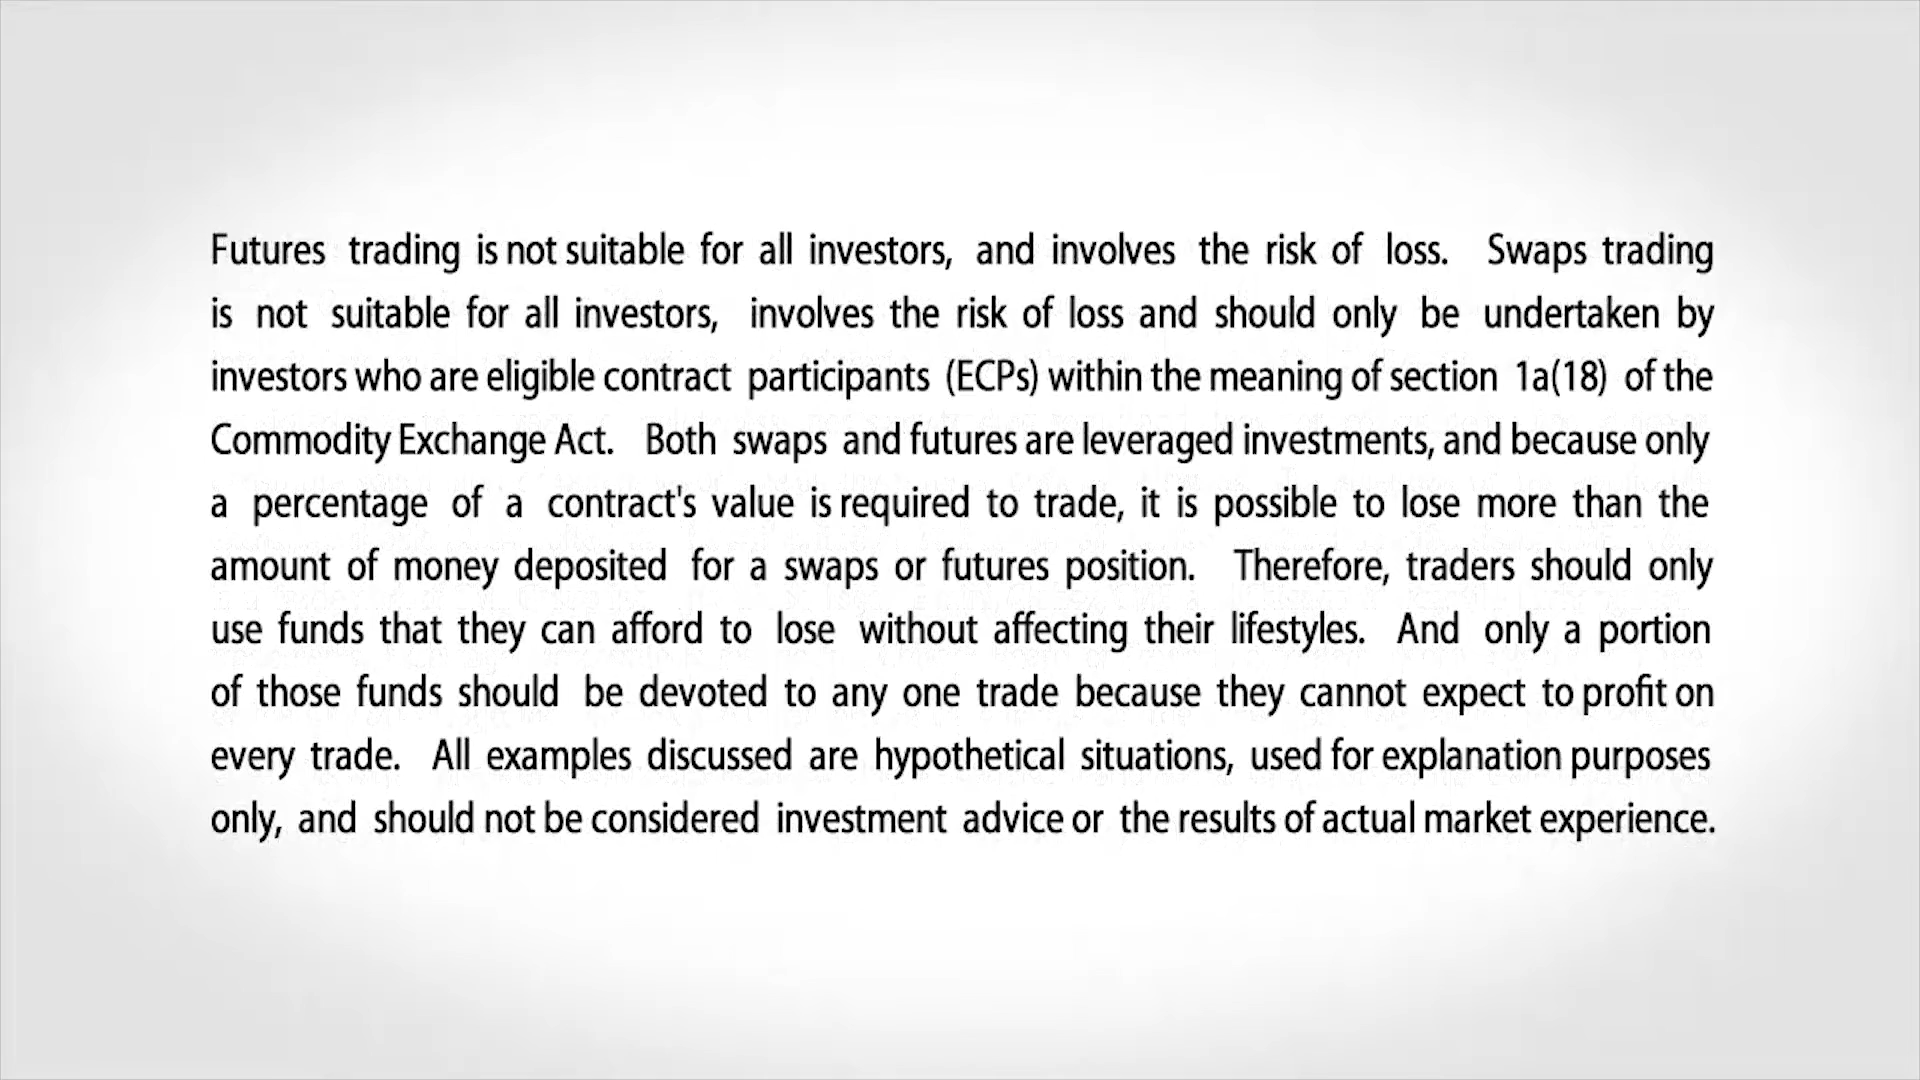 Futures trading is not suitable for all investors, and involves the risk of loss. Swaps trading
is not suitable for all investors, involves the risk of loss and should only be undertaken by
investors who are eligible contract participants (ECPs) within the meaning of section 1a(18) of the
Commodity Exchange Act. Both swaps and futures are leveraged investments, and because only
a percentage of a contract's value is required to trade, it is possible to lose more than the
amount of money deposited for a swaps or futures position. Therefore, traders should only
use funds that they can afford to lose without affecting their lifestyles. And only a portion
of those funds should be devoted to any one trade because they cannot expect to profit on
every trade. All examples discussed are hypothetical situations, used for explanation purposes
only, and should not be considered investment advice or the results of actual market experience.